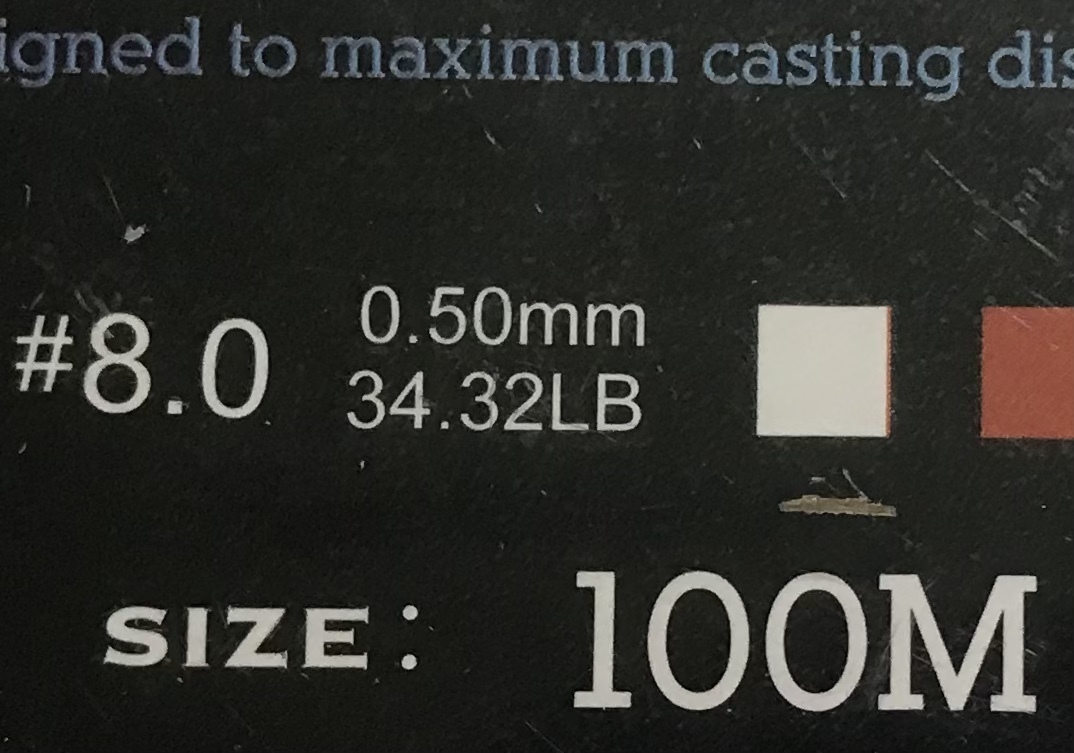 igned to maximum casting dis
#8.0
0.50mm
34.32LB
SIZE:
100M